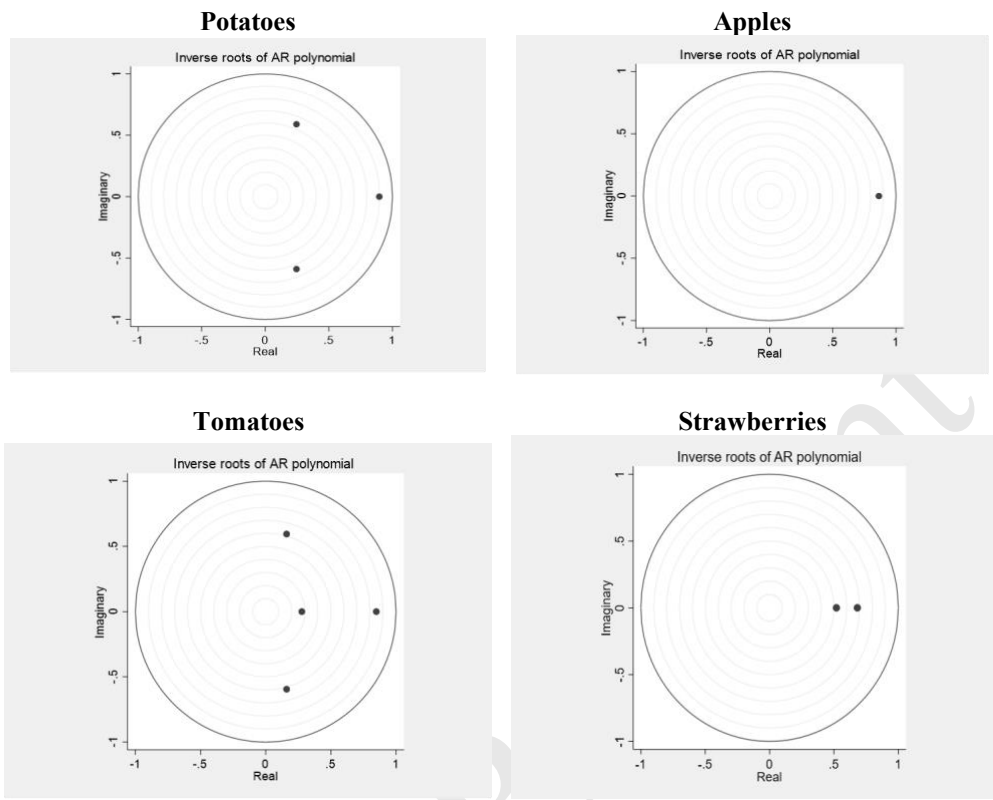 Potatoes
Inverse roots of AR polynomial
1
.5
0
-.5
-1
Imaginary
-1
-.5
0
.5
1
Real
Apples
Inverse roots of AR polynomial
1
.5
0
-.5
-1
Imaginary
-1
-.5
0
.5
1
Real
Tomatoes
Inverse roots of AR polynomial
1
.5
0
-.5
-1
Imaginary
-1
-.5
0
.5
1
Real
Strawberries
Inverse roots of AR polynomial
1
.5
0
-.5
-1
Imaginary
-1
-.5
0
.5
1
Real